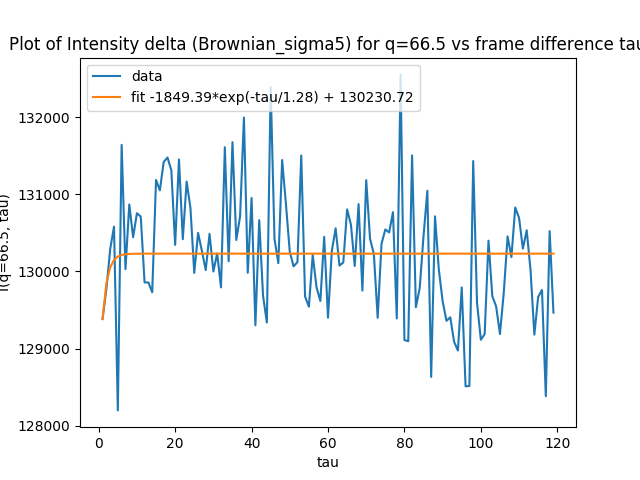 Plot of Intensity delta (Brownian_sigma5) for q=66.5 vs frame difference tau
data
fit -1849.39*exp(-tau/1.28) + 130230.72
132000
131000
130000
129000
128000
I(q=66.5, tau)
0 20 40 60 80 100 120
tau